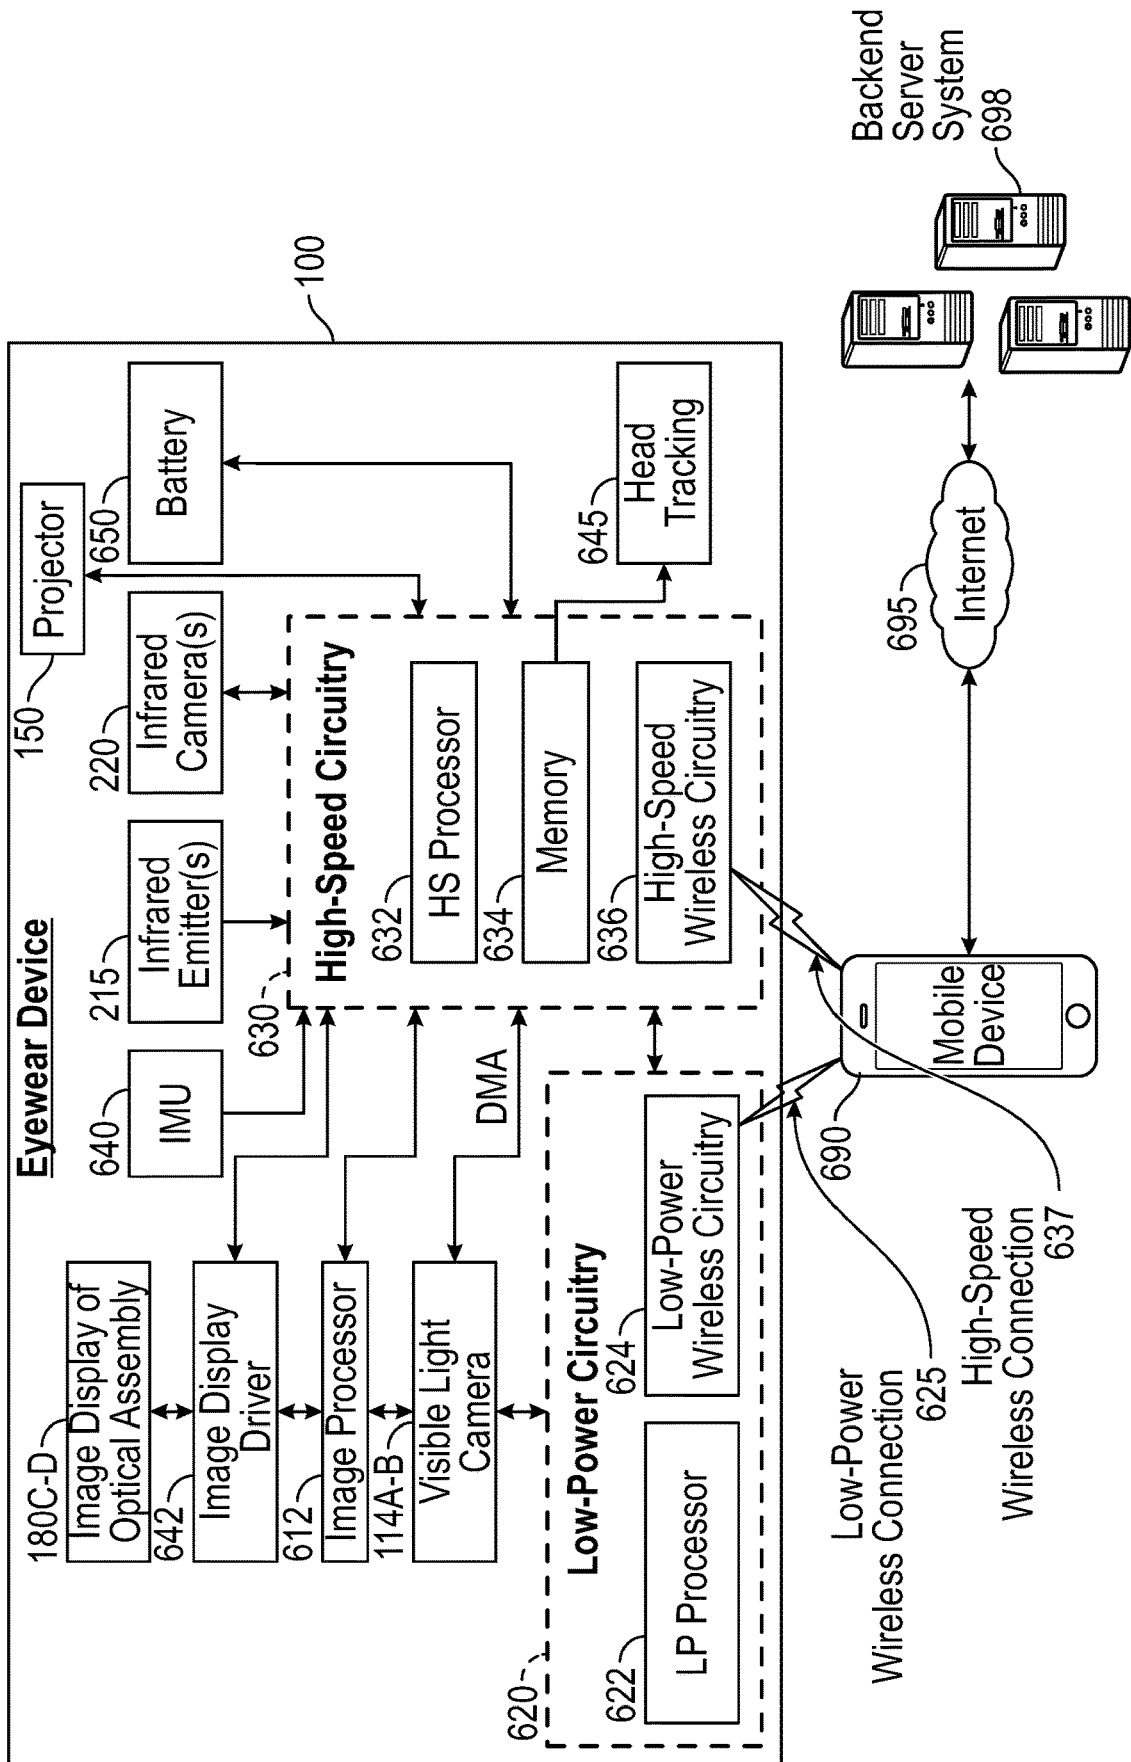 Eyewear Device
100
180C-D
Image Display of
Optical Assembly
642
Image Display
Driver
612
Image Processor
114A-B
Visible Light
Camera
640
IMU
215
Infrared
Emitter(s)
220
Infrared
Camera(s)
150
Projector
650
Battery
DMA
630
High-Speed Circuitry
632
HS Processor
634
Memory
636
High-Speed
Wireless Circuitry
645
Head
Tracking
620
Low-Power Circuitry
622
LP Processor
624
Low-Power
Wireless Circuitry
Low-Power
Wireless Connection
625
High-Speed
Wireless Connection
637
690
Mobile
Device
695
Internet
Backend
Server
System
698